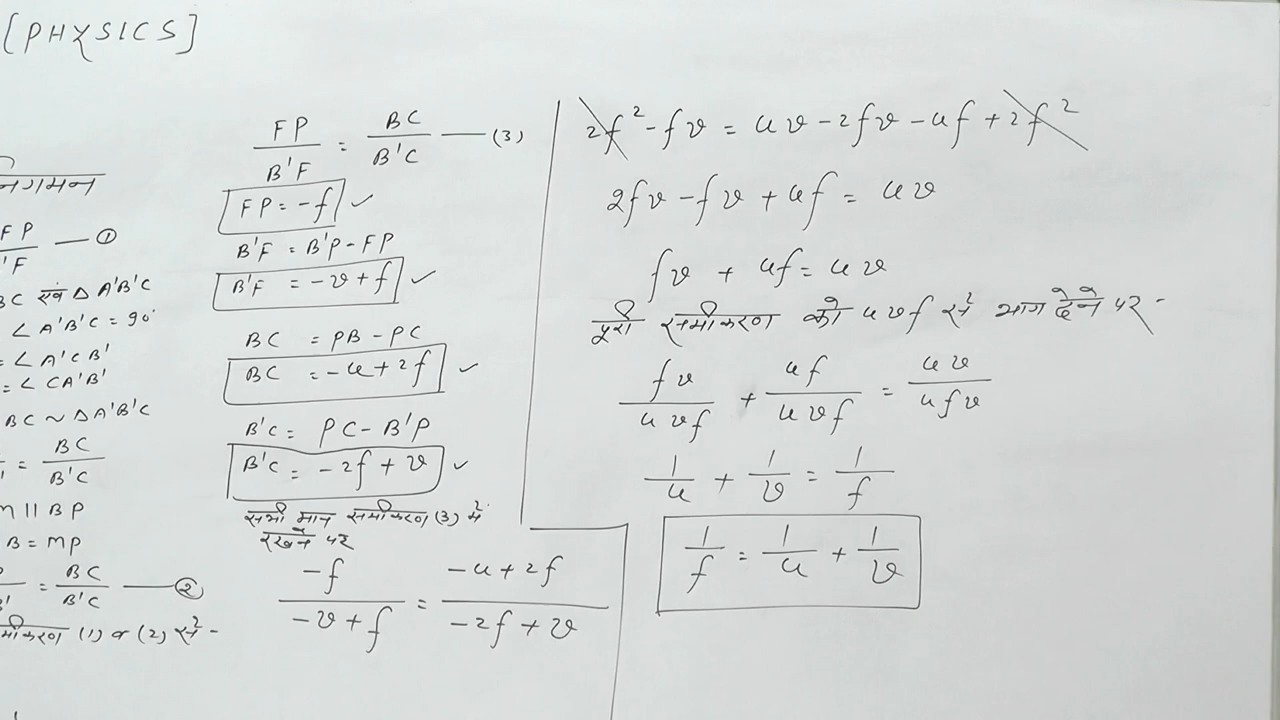 [PHYSICS]
निगमन
FP/'F — ①
BC एवं Δ A'B'C
∠A'B'C = 90°
= ∠A'CB'
= ∠CA'B'
BC ~ ΔA'B'C
= BC/B'C
M || BP
B = MP
= BC/B'C — ②
समीकरण (1) व (2) से -
FP/B'F = BC/B'C — (3)
FP = -f ✓
B'F = B'P - FP
B'F = -v + f ✓
BC = PB - PC
BC = -u + 2f ✓
B'C = PC - B'P
B'C = -2f + v ✓
सभी मान समीकरण (3) में
रखने पर
-f/(-v + f) = (-u + 2f)/(-2f + v)
2f² - fv = uv - 2fv - uf + 2f²
2fv - fv + uf = uv
fv + uf = uv
पुरी समीकरण को uvf से भाग देने पर -
fv/uvf + uf/uvf = uv/ufv
1/u + 1/v = 1/f
1/f = 1/u + 1/v